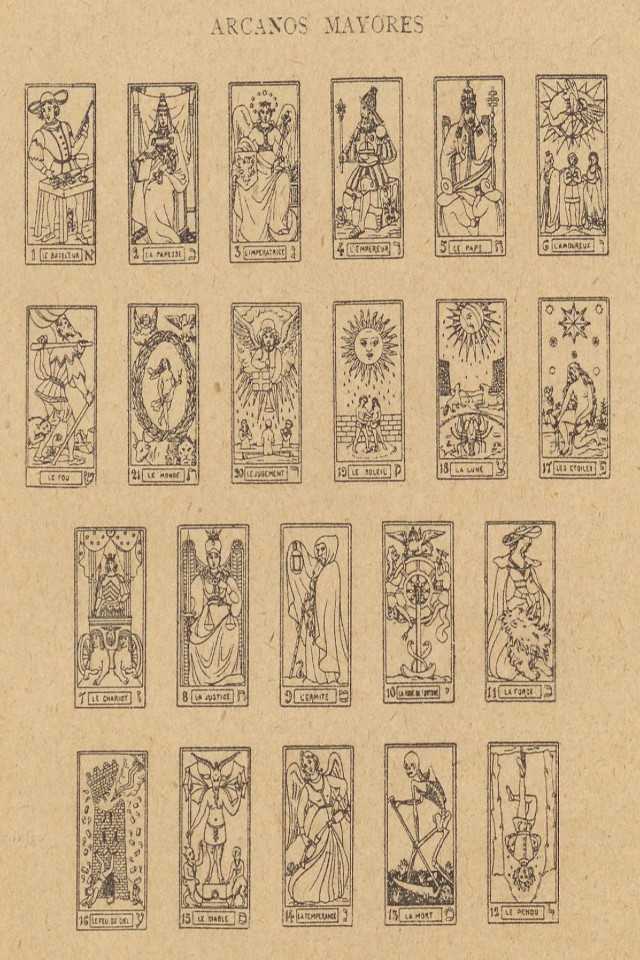 ARCANOS MAYORES
1 LE BATELEUR א
2 LA PAPESSE ב
3 L'IMPERATRICE ג
4 L'EMPEREUR ד
5 LE PAPE ה
6 L'AMOUREUX ו
LE FOU ש
21 LE MONDE ת
20 LE JUGEMENT ר
19 LE SOLEIL ק
18 LA LUNE צ
17 LES ETOILES פ
7 LE CHARIOT ז
8 LA JUSTICE ח
9 L'ERMITE ט
10 LA ROUE DE FORTUNE י
11 LA FORCE כ
16 LE FEU DU CIEL ע
15 LE DIABLE ס
14 LA TEMPERANCE נ
13 LA MORT מ
12 LE PENDU ל